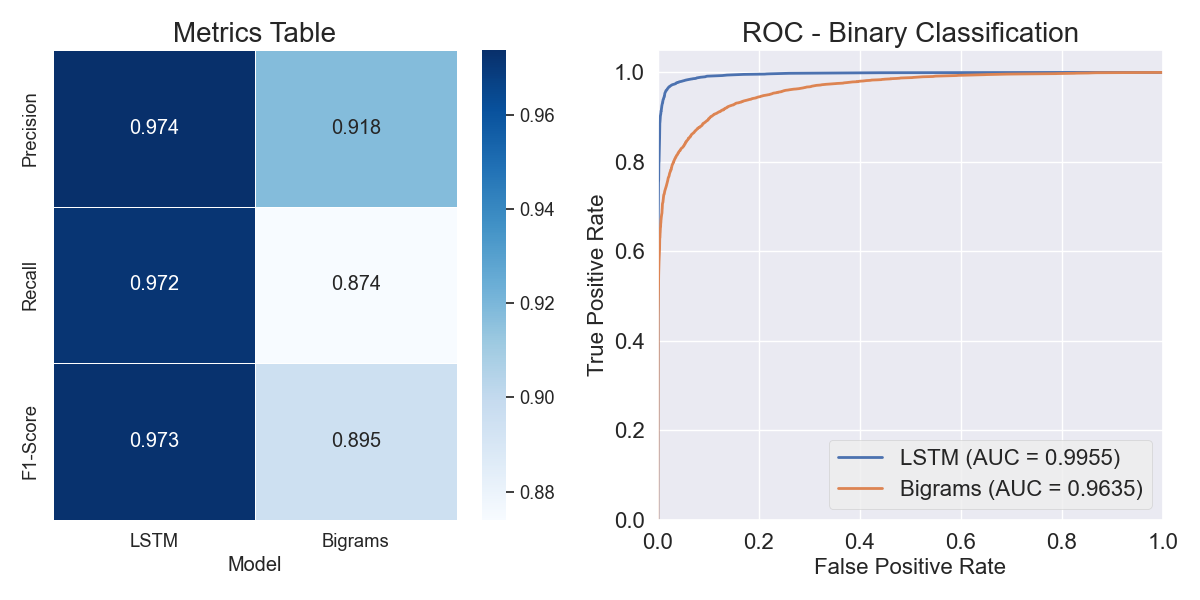 Metrics Table
Precision
Recall
F1-Score
0.974
0.918
0.972
0.874
0.973
0.895
LSTM
Bigrams
Model
0.96
0.94
0.92
0.90
0.88
ROC - Binary Classification
True Positive Rate
1.0
0.8
0.6
0.4
0.2
0.0
LSTM (AUC = 0.9955)
Bigrams (AUC = 0.9635)
0.0 0.2 0.4 0.6 0.8 1.0
False Positive Rate